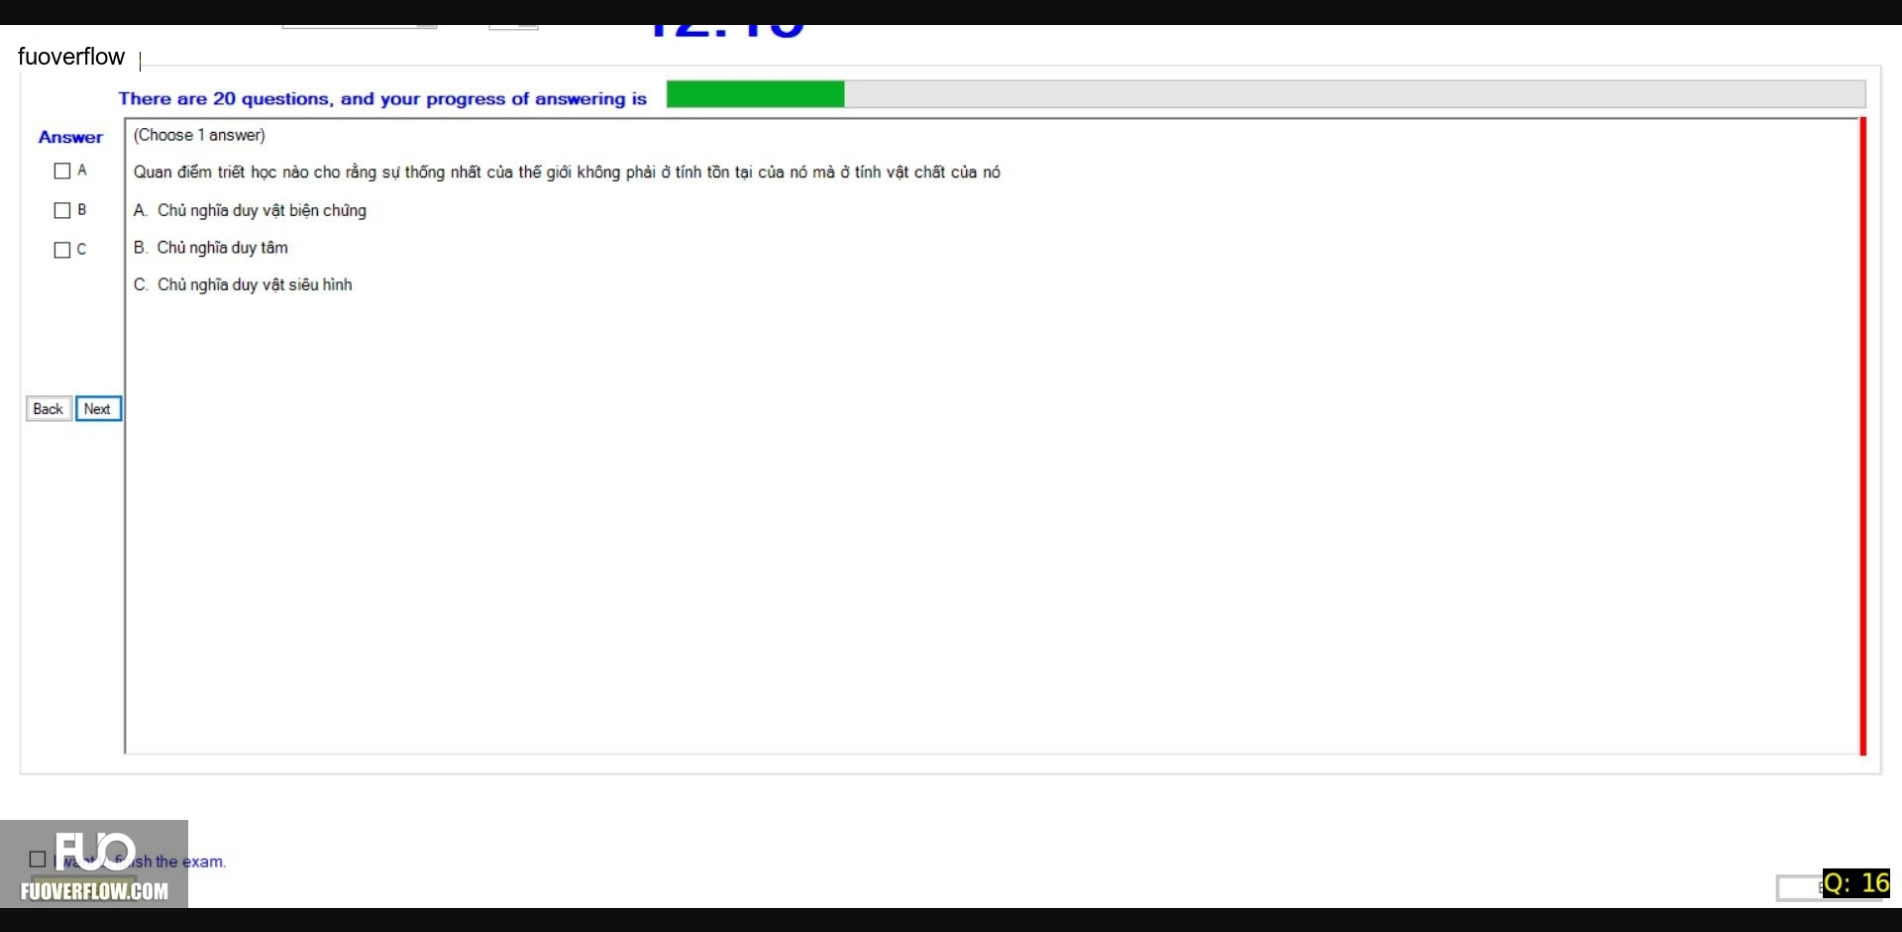 fuoverflow
There are 20 questions, and your progress of answering is
Answer
(Choose 1 answer)
A
Quan điểm triết học nào cho rằng sự thống nhất của thế giới không phải ở tính tồn tại của nó mà ở tính vật chất của nó
B
A. Chủ nghĩa duy vật biện chứng
C
B. Chủ nghĩa duy tâm
C. Chủ nghĩa duy vật siêu hình
Back Next
FUO
the exam.
FUOVERFLOW.COM
Q: 16